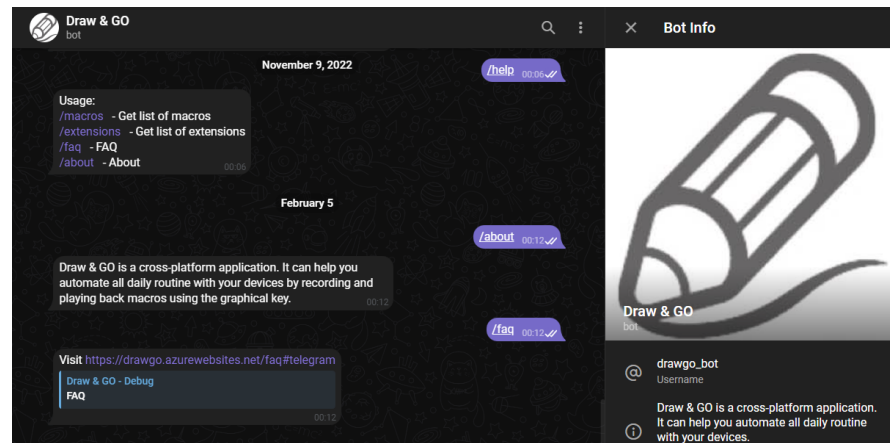 Draw & GO
bot
Bot Info
November 9, 2022
/help 00:06
Usage:
/macros - Get list of macros
/extensions - Get list of extensions
/faq - FAQ
/about - About
00:06
February 5
/about 00:12
Draw & GO is a cross-platform application. It can help you
automate all daily routine with your devices by recording and
playing back macros using the graphical key.
00:12
/faq 00:12
Visit https://drawgo.azurewebsites.net/faq#telegram
Draw & GO - Debug
FAQ
00:12
Draw & GO
bot
drawgo_bot
Username
Draw & GO is a cross-platform application.
It can help you automate all daily routine
with your devices.